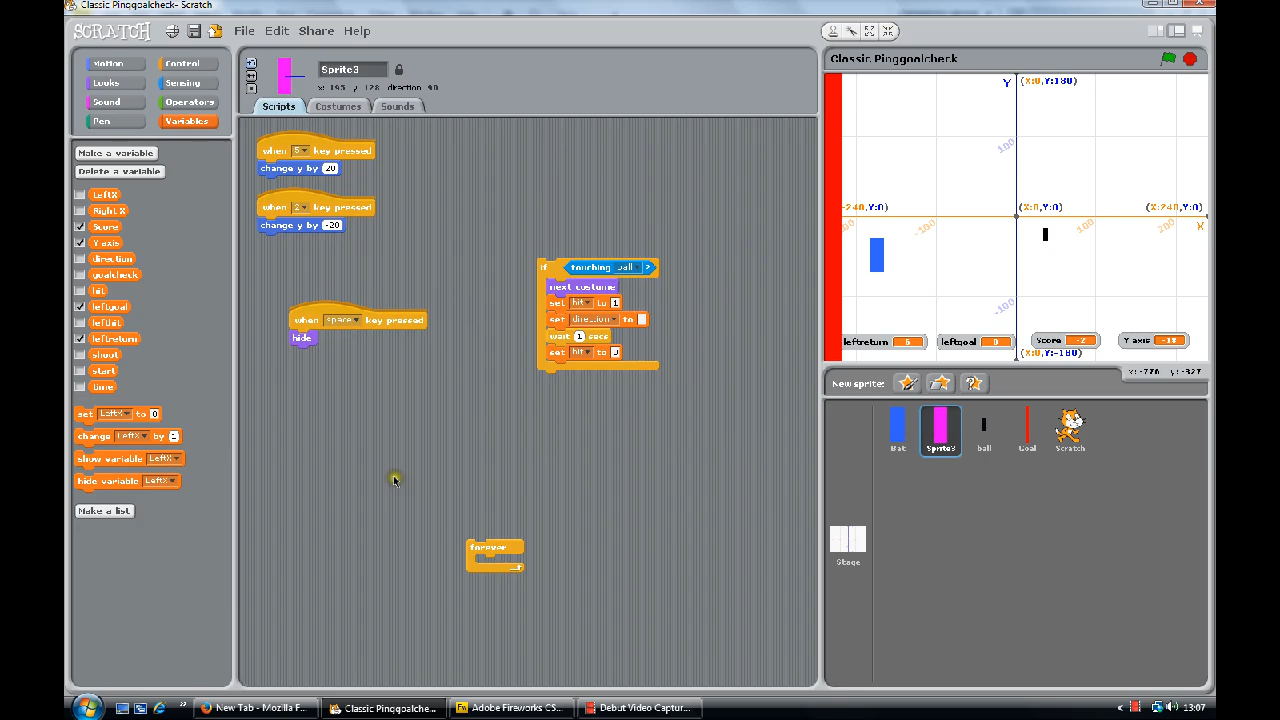 Classic Pinggoalcheck- Scratch
SCRATCH File Edit Share Help
Motion Control
Looks Sensing
Sound Operators
Pen Variables
Make a variable
Delete a variable
LeftX
Right X
Score
Y axis
direction
goalcheck
hit
leftgoal
lefthit
leftreturn
shoot
start
time
set LeftX to 0
change LeftX by 1
show variable LeftX
hide variable LeftX
Make a list
Sprite3
direction: 90
Scripts Costumes Sounds
when 5 key pressed
change y by 20
when 2 key pressed
change y by -20
when space key pressed
hide
if touching ball ?
next costume
set hit to 1
set direction to
wait 1 secs
set hit to
forever
Classic Pinggoalcheck
Y (X:0,Y:180)
100
-240,Y:0) (X:0,Y:0) (X:240,Y:0)
-100 100 200 X
-100
leftreturn 6 leftgoal 0 Score -2 Y axis -18
(X:0,Y:-180)
New sprite:
x:-776 y:-327
Bat Sprite3 ball Goal Scratch
Stage
New Tab - Mozilla F... Classic Pinggoalche... Adobe Fireworks CS... Debut Video Captur... 13:07